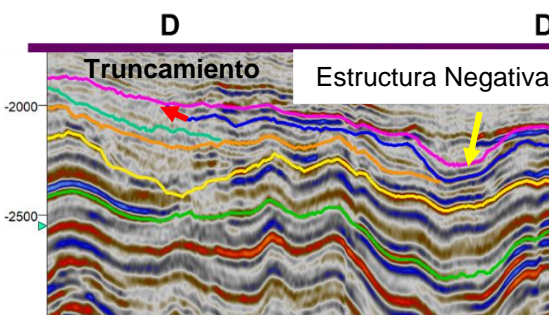 D D
Truncamiento
Estructura Negativa
-2000
-2500